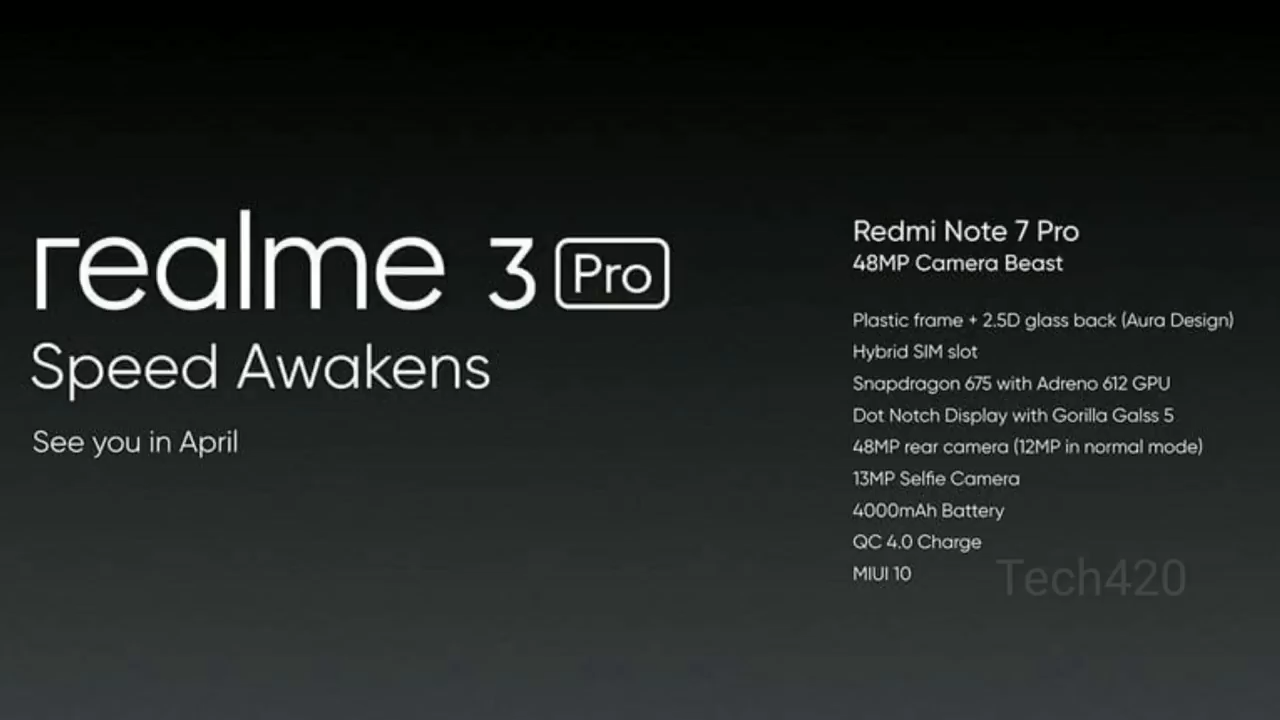 realme 3 Pro
Speed Awakens
See you in April
Redmi Note 7 Pro
48MP Camera Beast
Plastic frame + 2.5D glass back (Aura Design)
Hybrid SIM slot
Snapdragon 675 with Adreno 612 GPU
Dot Notch Display with Gorilla Galss 5
48MP rear camera (12MP in normal mode)
13MP Selfie Camera
4000mAh Battery
QC 4.0 Charge
MIUI 10
Tech420